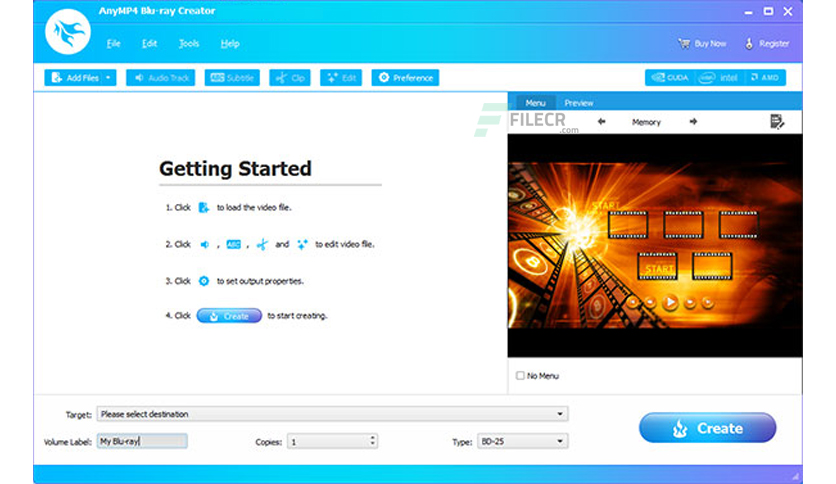 AnyMP4 Blu-ray Creator
File Edit Tools Help
Buy Now Register
Add Files Audio Track Subtitle Clip Edit Preference
CUDA intel AMD
Menu Preview
FILECR
.com
Memory
Getting Started
1. Click to load the video file.
2. Click , ABC , and to edit video file.
3. Click to set output properties.
4. Click Create to start creating.
START
START
No Menu
Target: Please select destination
Volume Label: My Blu-ray
Copies: 1
Type: BD-25
Create